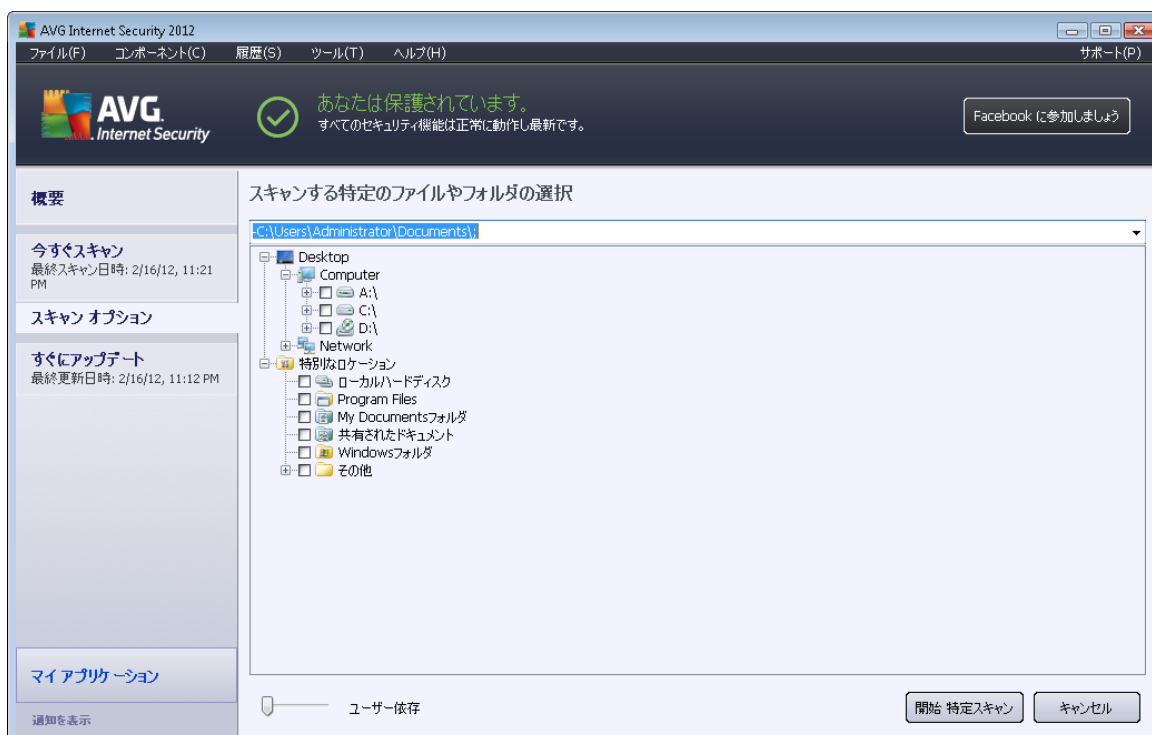 AVG Internet Security 2012
ファイル(F) コンポーネント(C) 履歴(S) ツール(T) ヘルプ(H) サポート(P)
AVG.
Internet Security
あなたは保護されています。
すべてのセキュリティ機能は正常に動作し最新です。
Facebook に参加しましょう
概要
今すぐスキャン
最終スキャン日時: 2/16/12, 11:21
PM
スキャン オプション
すぐにアップデート
最終更新日時: 2/16/12, 11:12 PM
マイ アプリケーション
通知を表示
スキャンする特定のファイルやフォルダの選択
-C:\Users\Administrator\Documents\;
Desktop
Computer
A:\
C:\
D:\
Network
特別なロケーション
ローカルハードディスク
Program Files
My Documentsフォルダ
共有されたドキュメント
Windowsフォルダ
その他
ユーザー依存
開始 特定スキャン
キャンセル